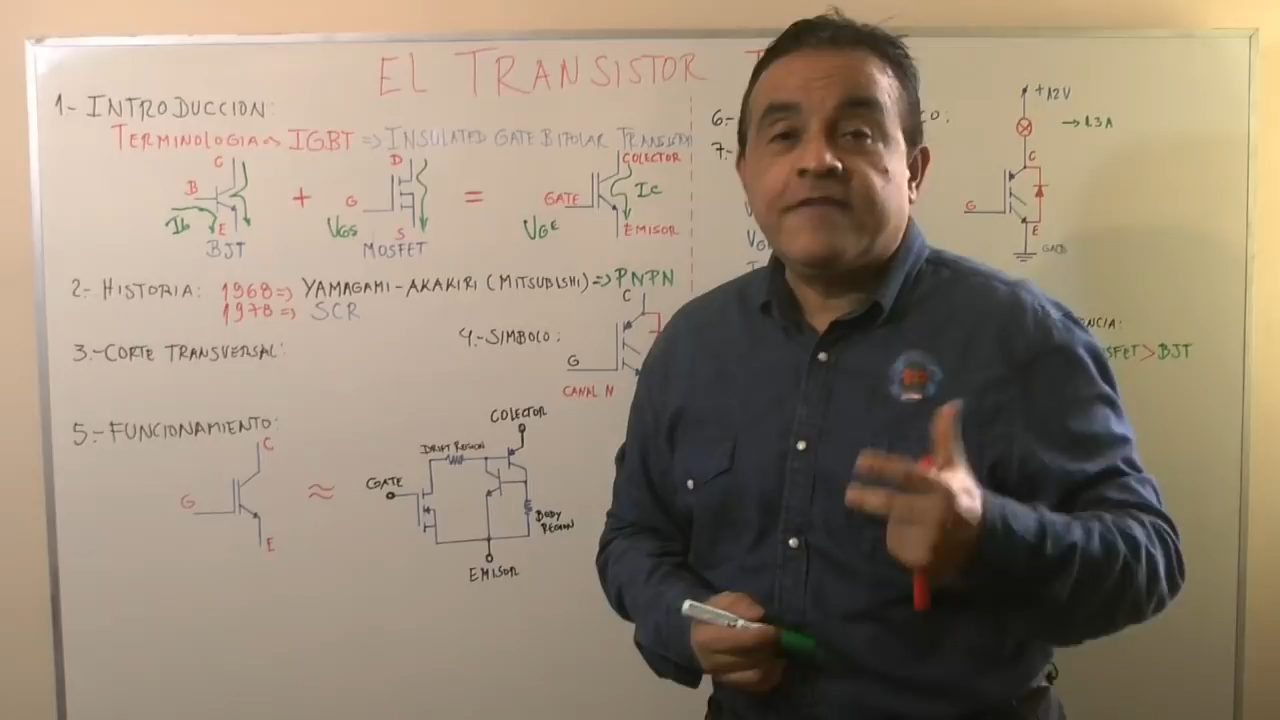 EL TRANSISTOR
1.- INTRODUCCION:
TERMINOLOGIA => IGBT => INSULATED GATE BIPOLAR TRANSISTOR
C
B
Ib
E
BJT
+
D
G
VGS
S
MOSFET
=
COLECTOR
GATE
IC
VGE
EMISOR
2.- HISTORIA: 1968=> YAMAGAMI-AKAKIRI (MITSUBISHI)=>PNPN
1978=> SCR
3.-CORTE TRANSVERSAL:
4.-SIMBOLO:
C
G
CANAL N
5.- FUNCIONAMIENTO:
C
G
E
≈
COLECTOR
DRIFT REGION
GATE
BODY
REGION
EMISOR
6.-
7.-
+12V
→1.3A
C
G
E
NCIA:
SFET>BJT